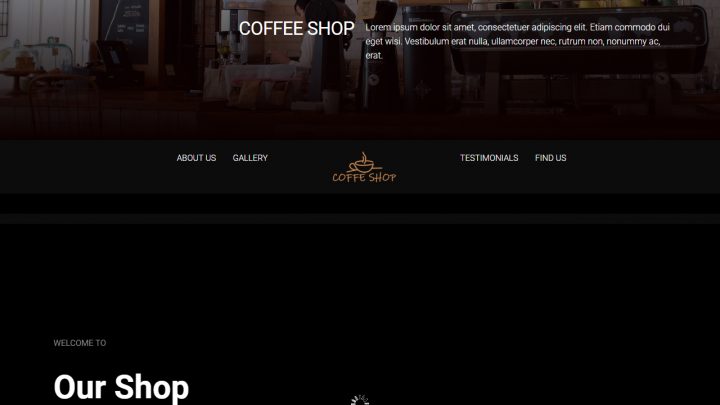 COFFEE SHOP
Lorem ipsum dolor sit amet, consectetuer adipiscing elit. Etiam commodo dui
eget wisi. Vestibulum erat nulla, ullamcorper nec, rutrum non, nonummy ac,
erat.
ABOUT US
GALLERY
COFFE SHOP
TESTIMONIALS
FIND US
WELCOME TO
Our Shop